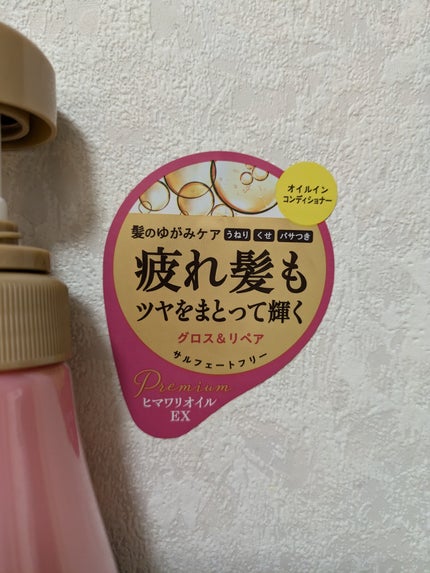 オイルイン
コンディショナー
髪のゆがみケア うねり くせ パサつき
疲れ髪も
ツヤをまとって輝く
グロス＆リペア
サルフェートフリー
Premium
ヒマワリオイル
EX